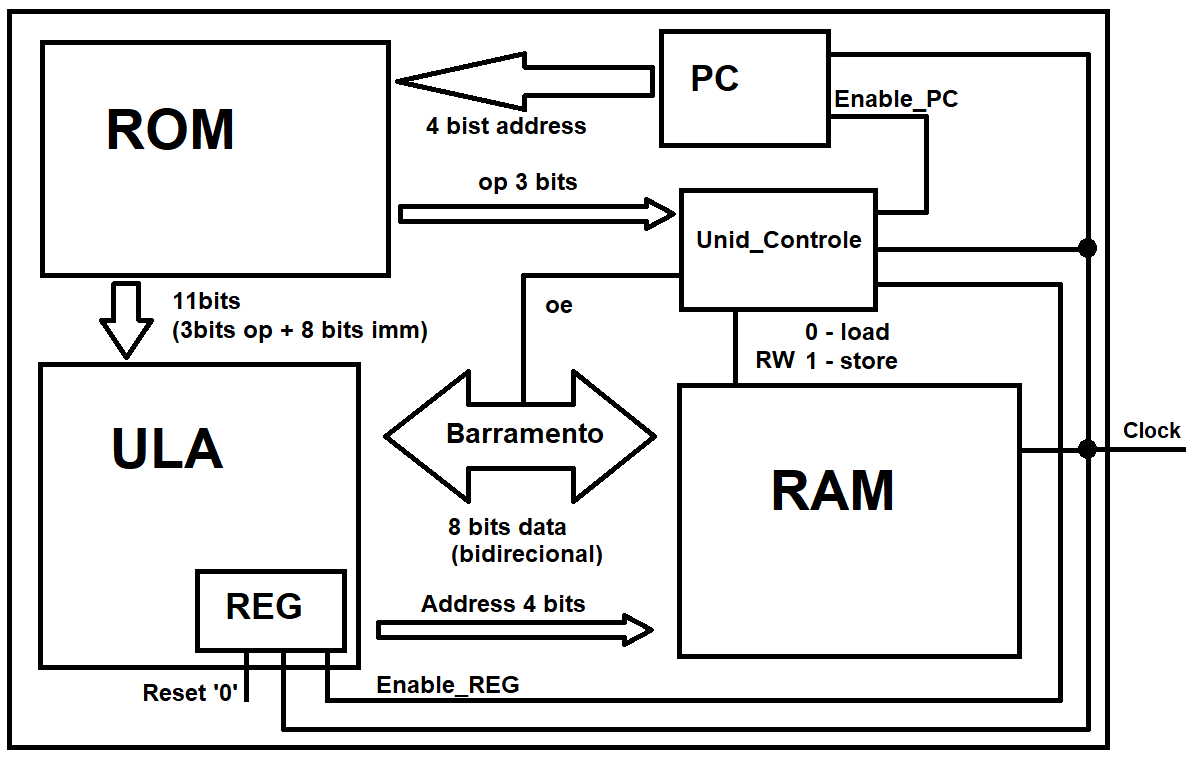 ROM
PC
Enable_PC
4 bist address
op 3 bits
Unid_Controle
11bits
(3bits op + 8 bits imm)
oe
0 - load
RW 1 - store
ULA
Barramento
Clock
RAM
8 bits data
(bidirecional)
REG
Address 4 bits
Reset '0'
Enable_REG